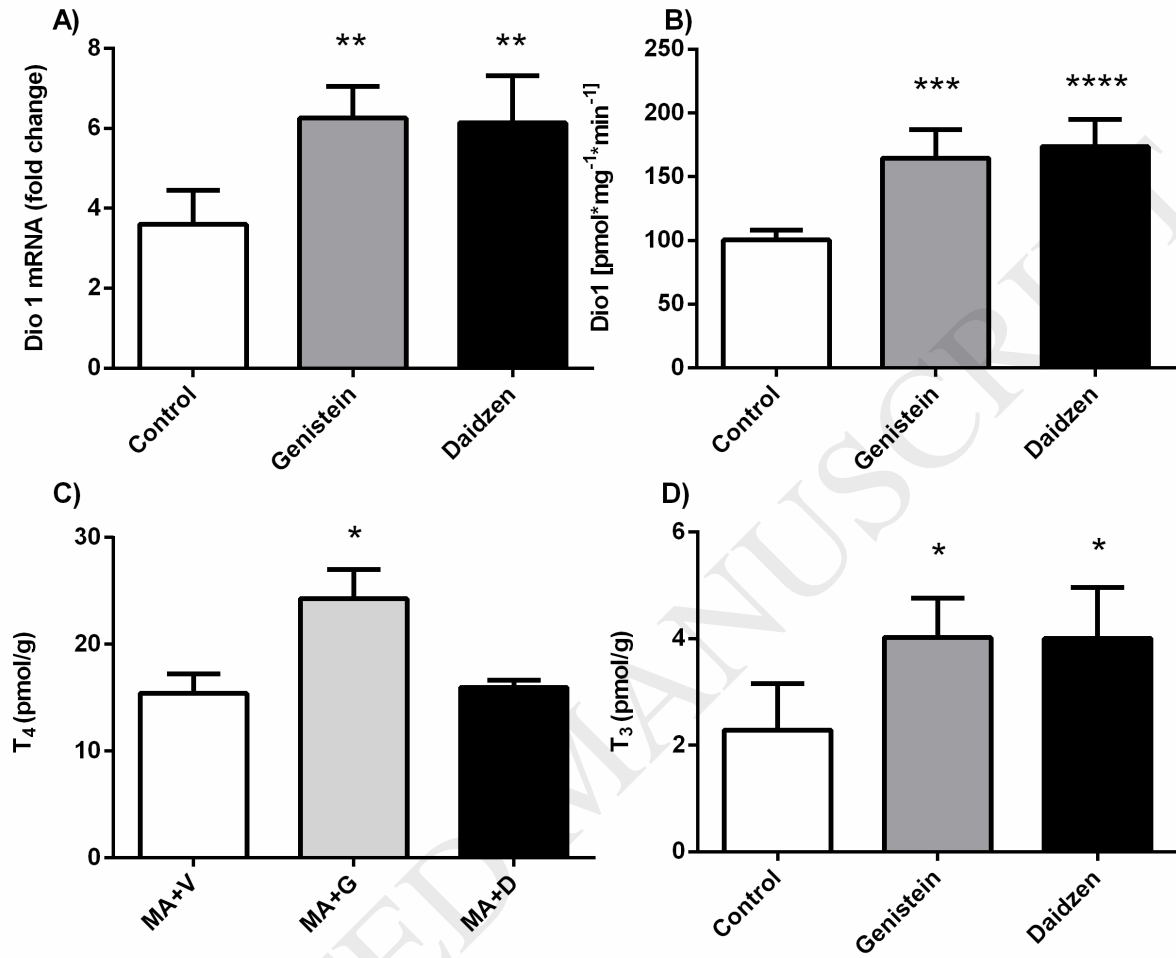 A)
Dio 1 mRNA (fold change)
8
6
4
2
0
**
**
Control
Genistein
Daidzen
B)
Dio1 [pmol*mg⁻¹*min⁻¹]
250
200
150
100
50
0
***
****
Control
Genistein
Daidzen
C)
T₄ (pmol/g)
30
20
10
0
*
MA+V
MA+G
MA+D
D)
T₃ (pmol/g)
6
4
2
0
*
*
Control
Genistein
Daidzen
MANUSCRIPT